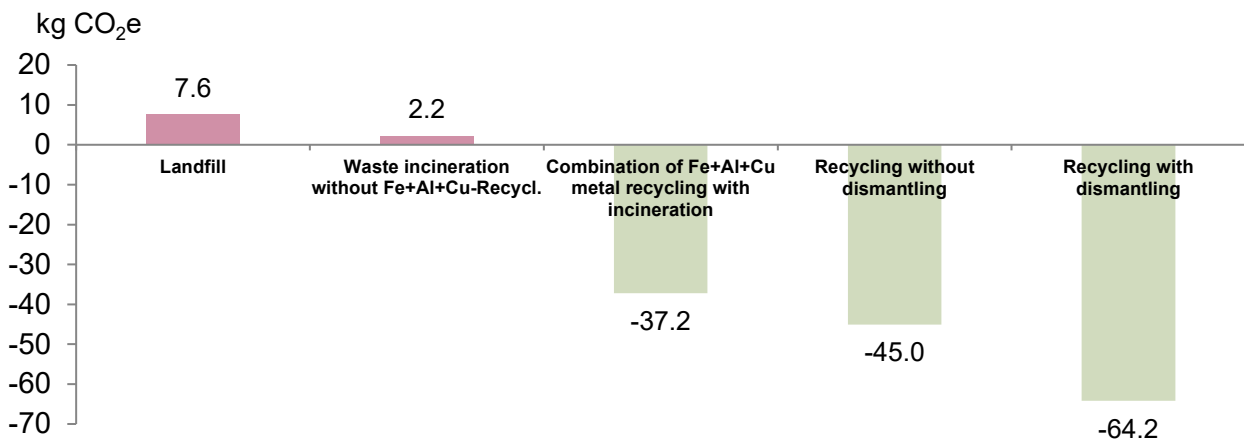 kg CO₂e
20
10
0
-10
-20
-30
-40
-50
-60
-70
7.6
2.2
-37.2
-45.0
-64.2
Landfill
Waste incineration
without Fe+Al+Cu-Recycl.
Combination of Fe+Al+Cu
metal recycling with
incineration
Recycling without
dismantling
Recycling with
dismantling